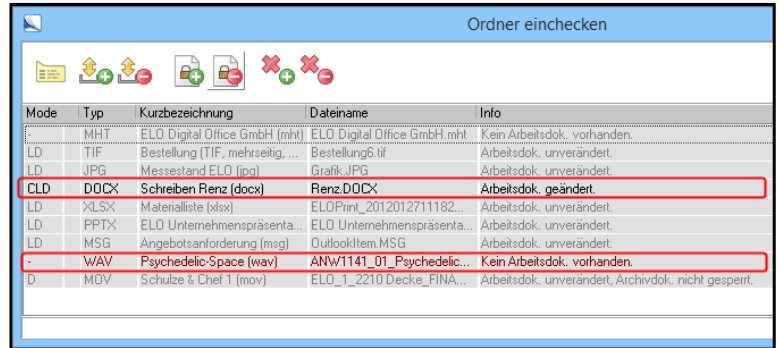 Ordner einchecken
Mode Typ Kurzbezeichnung Dateiname Info
- MHT ELO Digital Office GmbH (mht) ELO Digital Office GmbH.mht Kein Arbeitsdok. vorhanden.
LD TIF Bestellung (TIF, mehrseitig, ... Bestellung6.tif Arbeitsdok. unverändert.
LD JPG Messestand ELO (jpg) Grafik.JPG Arbeitsdok. unverändert.
CLD DOCX Schreiben Renz (docx) Renz.DOCX Arbeitsdok. geändert.
LD XLSX Materialliste (xlsx) ELOPrint_2012012711182... Arbeitsdok. unverändert.
LD PPTX ELO Unternehmenspräsenta... ELO Unternehmenspräsenta... Arbeitsdok. unverändert.
LD MSG Angebotsanforderung (msg) OutlookItem.MSG Arbeitsdok. unverändert.
- WAV Psychedelic-Space (wav) ANW1141_01_Psychedelic... Kein Arbeitsdok. vorhanden.
D MOV Schulze & Chef 1 (mov) ELO_1_2210 Decke_FINA... Arbeitsdok. unverändert, Archivdok. nicht gesperrt.